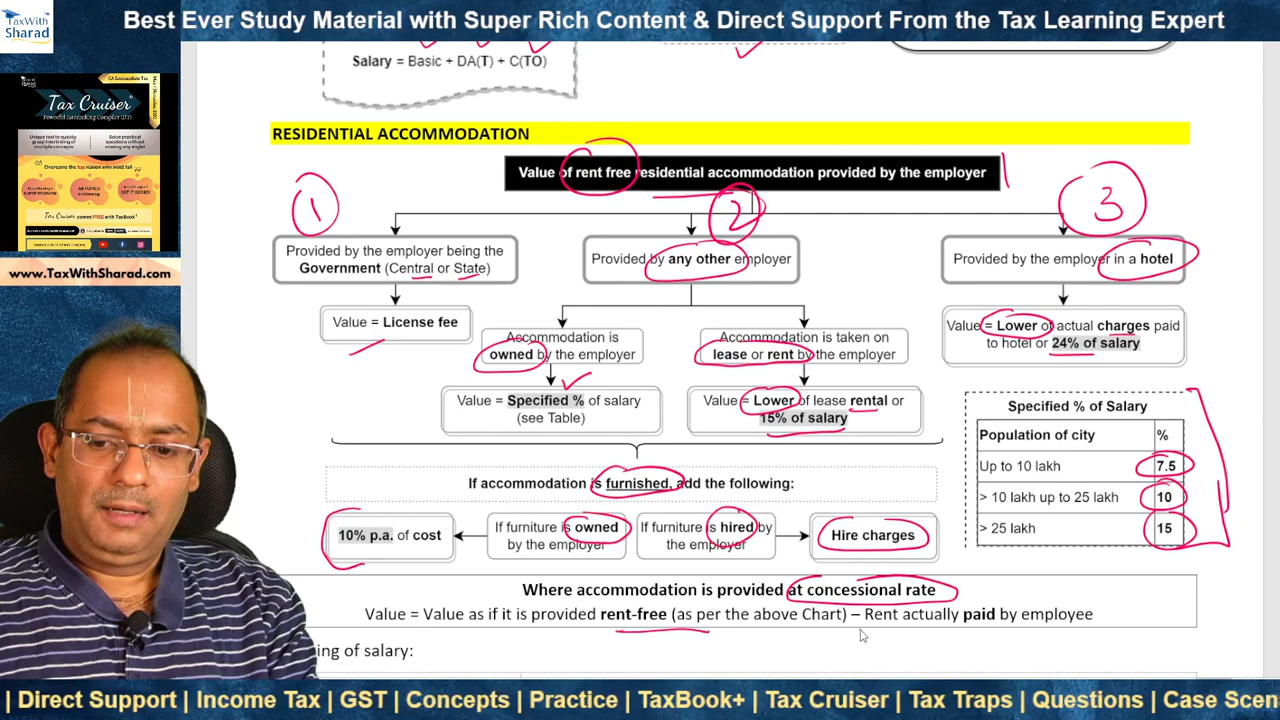 Best Ever Study Material with Super Rich Content & Direct Support From the Tax Learning Expert
TaxWith
Sharad
Salary = Basic + DA(T) + C(TO)
Tax Cruiser
www.TaxWithSharad.com
RESIDENTIAL ACCOMMODATION
Value of rent free residential accommodation provided by the employer
1
2
3
Provided by the employer being the
Government (Central or State)
Provided by any other employer
Provided by the employer in a hotel
Value = License fee
Accommodation is
owned by the employer
Accommodation is taken on
lease or rent by the employer
Value = Lower of actual charges paid
to hotel or 24% of salary
Value = Specified % of salary
(see Table)
Value = Lower of lease rental or
15% of salary
Specified % of Salary
Population of city %
Up to 10 lakh 7.5
> 10 lakh up to 25 lakh 10
> 25 lakh 15
If accommodation is furnished, add the following:
10% p.a. of cost
If furniture is owned
by the employer
If furniture is hired by
the employer
Hire charges
Where accommodation is provided at concessional rate
Value = Value as if it is provided rent-free (as per the above Chart) – Rent actually paid by employee
ing of salary:
| Direct Support | Income Tax | GST | Concepts | Practice | TaxBook+ | Tax Cruiser | Tax Traps | Questions | Case Scen